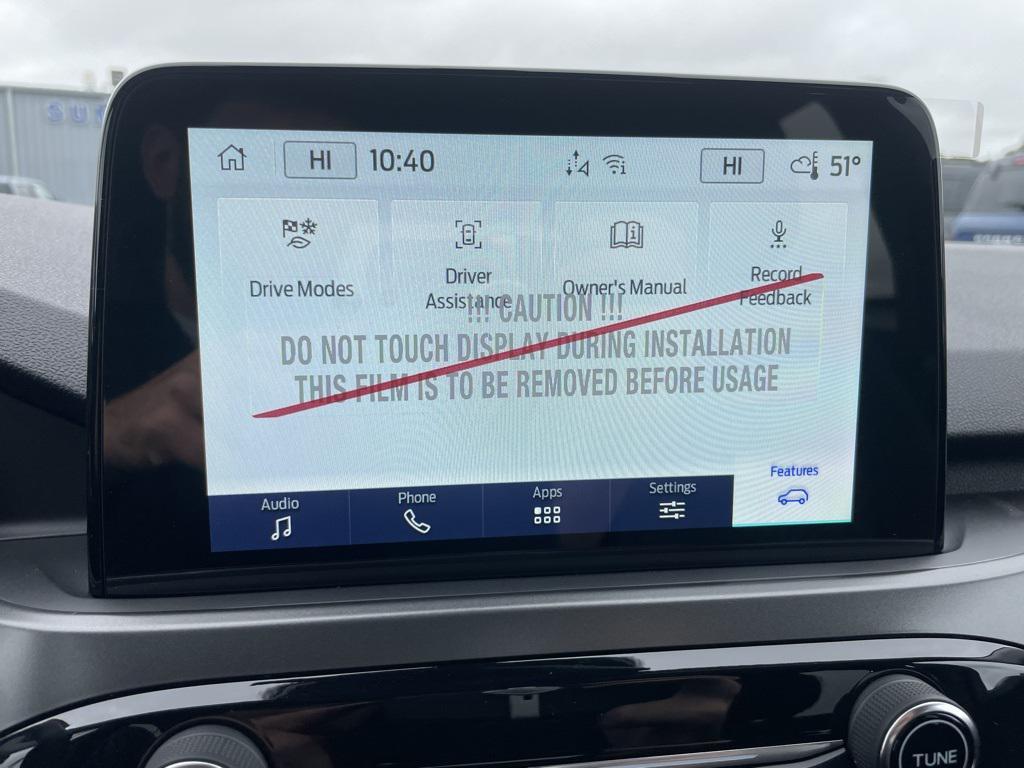 SU
HI 10:40 HI 51°
Drive Modes
Driver
Assistance
Owner's Manual
Record
Feedback
!!! CAUTION !!!
DO NOT TOUCH DISPLAY DURING INSTALLATION
THIS FILM IS TO BE REMOVED BEFORE USAGE
Audio
Phone
Apps
Settings
Features
TUNE